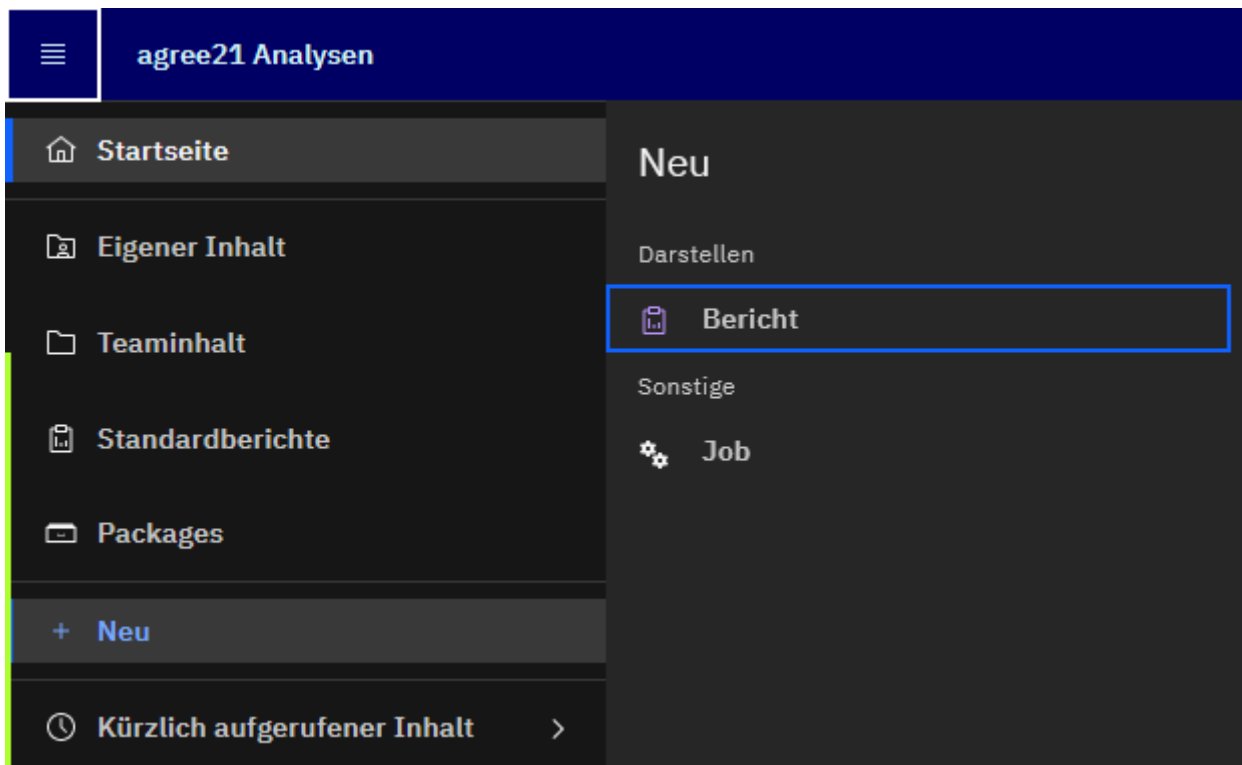 agree21 Analysen
Startseite
Eigener Inhalt
Teaminhalt
Standardberichte
Packages
Neu
Kürzlich aufgerufener Inhalt
Neu
Darstellen
Bericht
Sonstige
Job